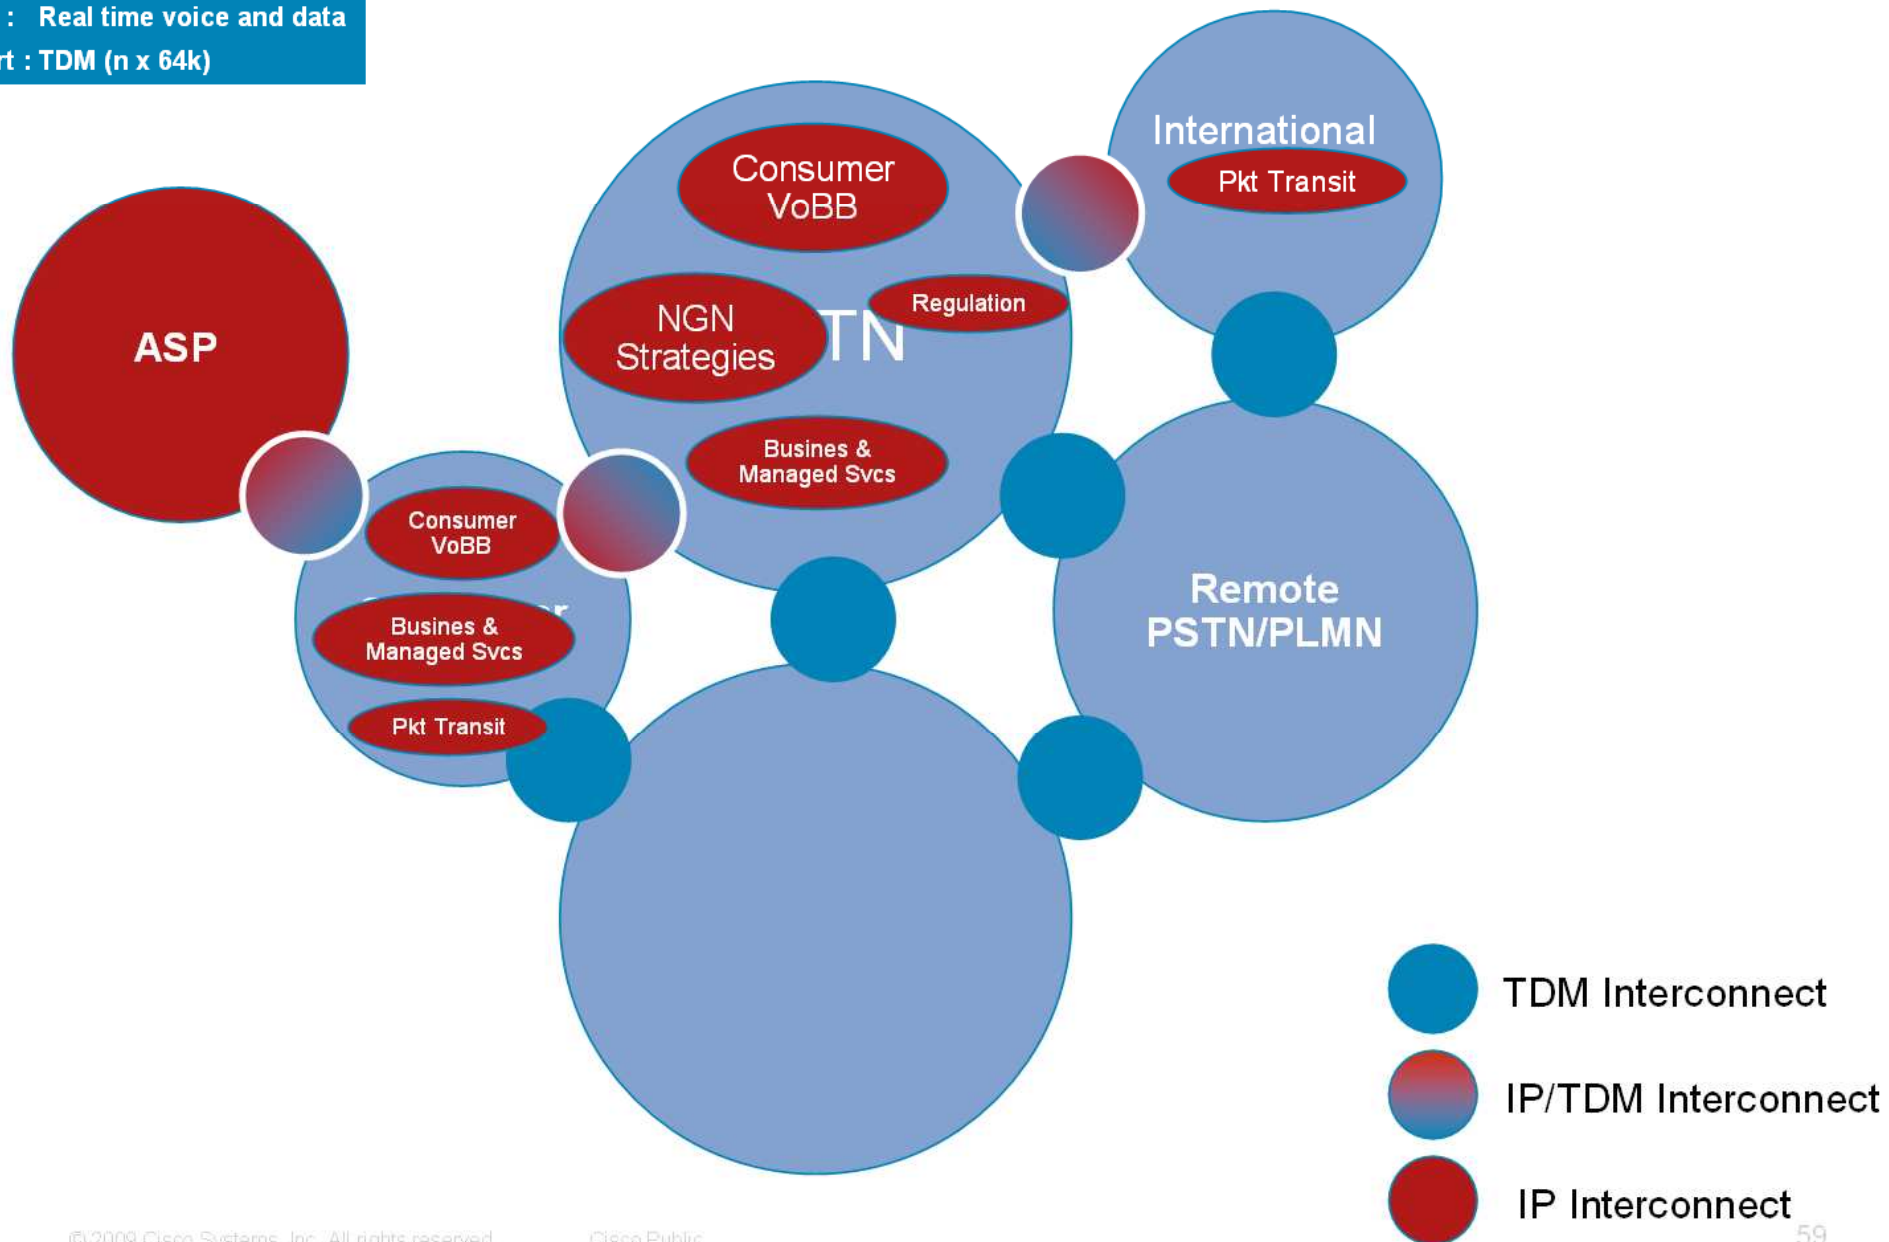 : Real time voice and data
rt : TDM (n x 64k)
International
Pkt Transit
Consumer
VoBB
Regulation
NGN
Strategies
TN
ASP
Busines &
Managed Svcs
Consumer
VoBB
Busines &
Managed Svcs
Pkt Transit
Remote
PSTN/PLMN
TDM Interconnect
IP/TDM Interconnect
IP Interconnect
© 2009 Cisco Systems, Inc. All rights reserved.
Cisco Public
59